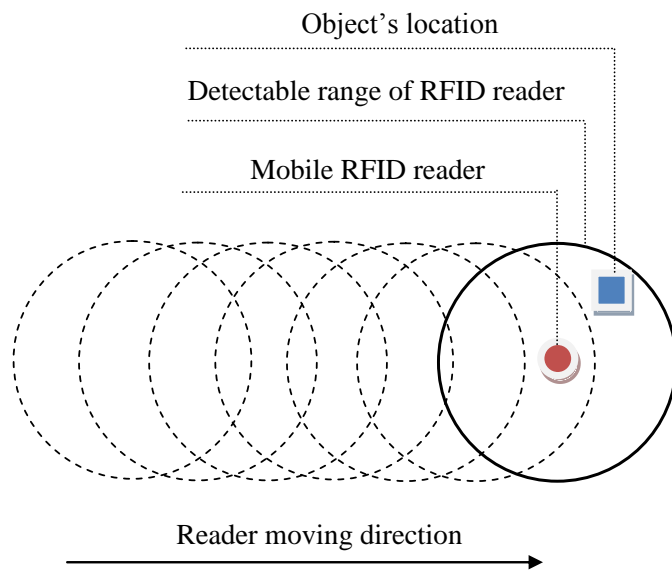 Object’s location
Detectable range of RFID reader
Mobile RFID reader
Reader moving direction